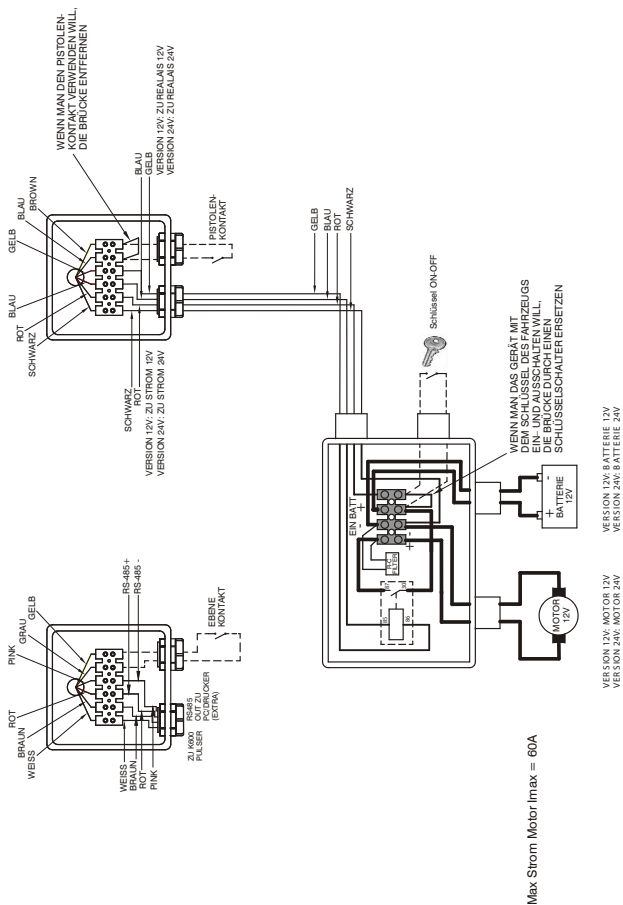 WENN MAN DEN PISTOLEN-
KONTAKT VERWENDEN WILL,
DIE BRÜCKE ENTFERNEN
SCHWARZ
ROT
BLAU
GELB
BLAU
BROWN
BLAU
GELB
VERSION 12V: ZU REALAIS 12V
VERSION 24V: ZU REALAIS 24V
PISTOLEN-
KONTAKT
SCHWARZ
ROT
VERSION 12V: ZU STROM 12V
VERSION 24V: ZU STROM 24V
GELB
BLAU
ROT
SCHWARZ
Schlüssel ON-OFF
WENN MAN DAS GERÄT MIT
DEM SCHLÜSSEL DES FAHRZEUGS
EIN- UND AUSSCHALTEN WILL,
DIE BRÜCKE DURCH EINEN
SCHLÜSSELSCHALTER ERSETZEN
EIN BATT
+
-
-
+
R-C
FILTER
87
30
85
86
+
-
BATTERIE
12V
VERSION 12V: BATTERIE 12V
VERSION 24V: BATTERIE 24V
MOTOR
12V
VERSION 12V: MOTOR 12V
VERSION 24V: MOTOR 24V
WEISS
BRAUN
ROT
PINK
GRAU
GELB
RS-485+
RS-485 -
EBENE
KONTAKT
WEISS
BRAUN
ROT
PINK
ZU K600
PULSER
RS485
OUT ZU
PC/DRUCKER
(EXTRA)
Max Strom Motor Imax = 60A